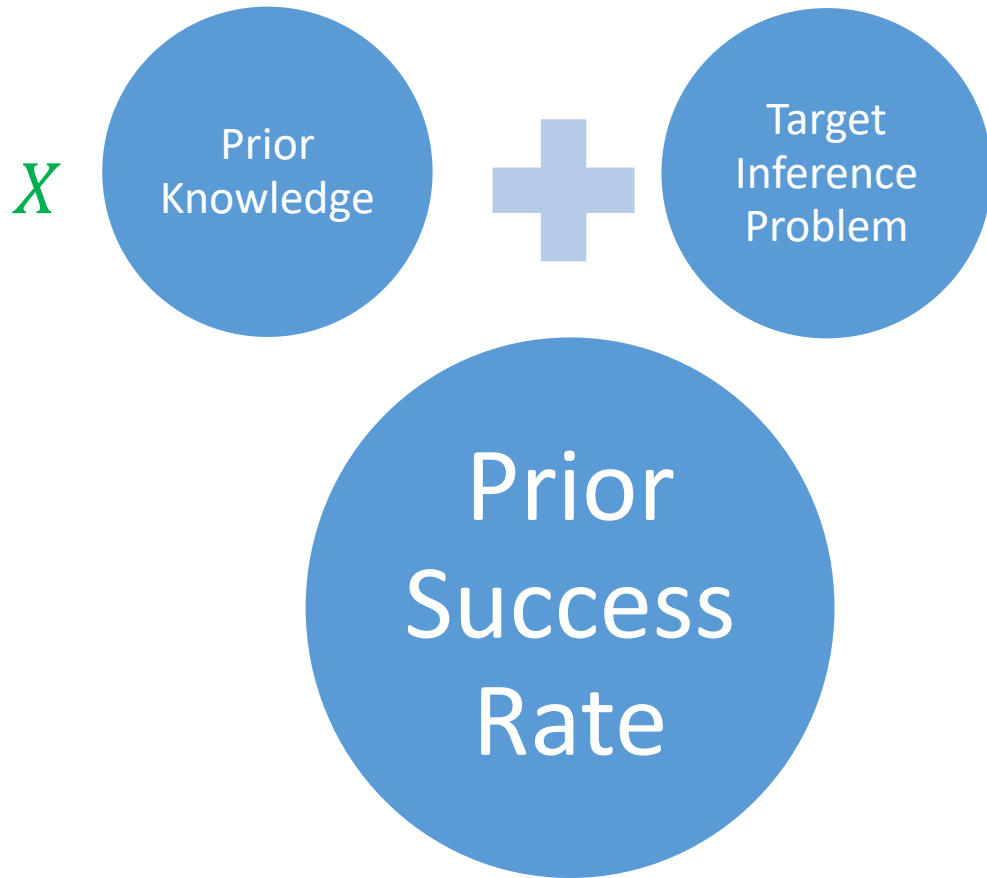 X
Prior
Knowledge
Target
Inference
Problem
Prior
Success
Rate